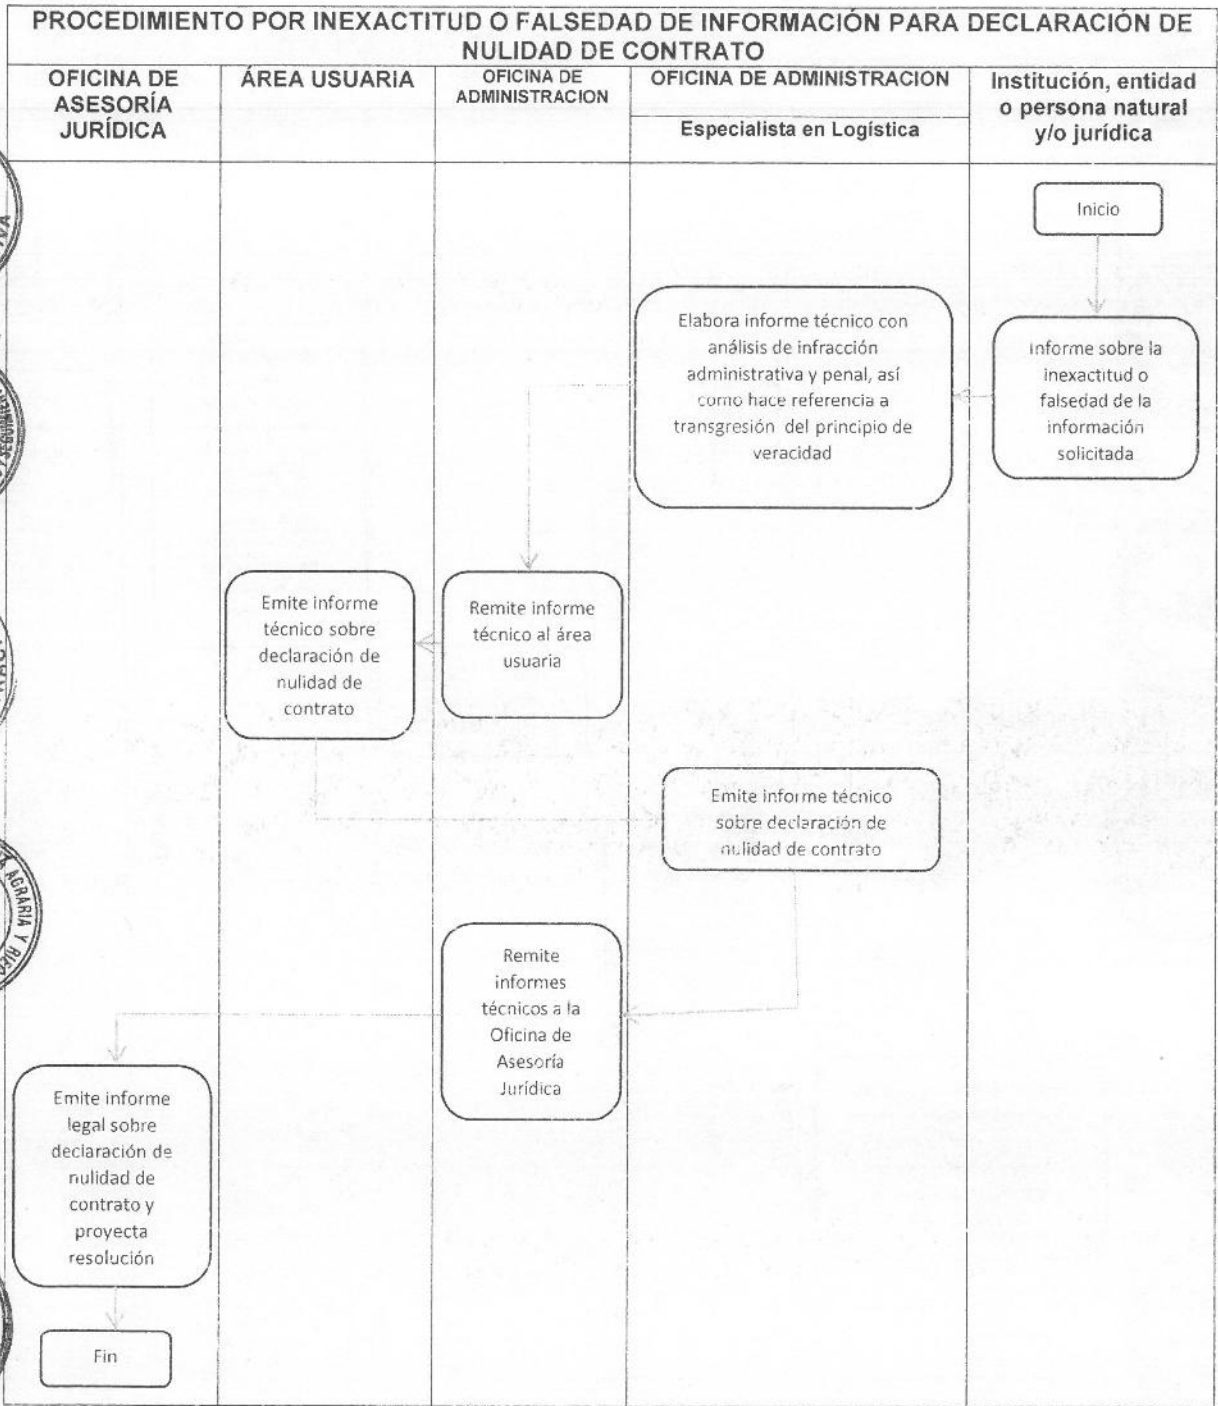 PROCEDIMIENTO POR INEXACTITUD O FALSEDAD DE INFORMACIÓN PARA DECLARACIÓN DE
NULIDAD DE CONTRATO
OFICINA DE
ASESORÍA
JURÍDICA
ÁREA USUARIA
OFICINA DE
ADMINISTRACION
OFICINA DE ADMINISTRACION
Especialista en Logística
Institución, entidad
o persona natural
y/o jurídica
Inicio
Informe sobre la
inexactitud o
falsedad de la
información
solicitada
Elabora informe técnico con
análisis de infracción
administrativa y penal, así
como hace referencia a
transgresión del principio de
veracidad
Remite informe
técnico al área
usuaria
Emite informe
técnico sobre
declaración de
nulidad de
contrato
Emite informe técnico
sobre declaración de
nulidad de contrato
Remite
informes
técnicos a la
Oficina de
Asesoría
Jurídica
Emite informe
legal sobre
declaración de
nulidad de
contrato y
proyecta
resolución
Fin
AGRARIA Y